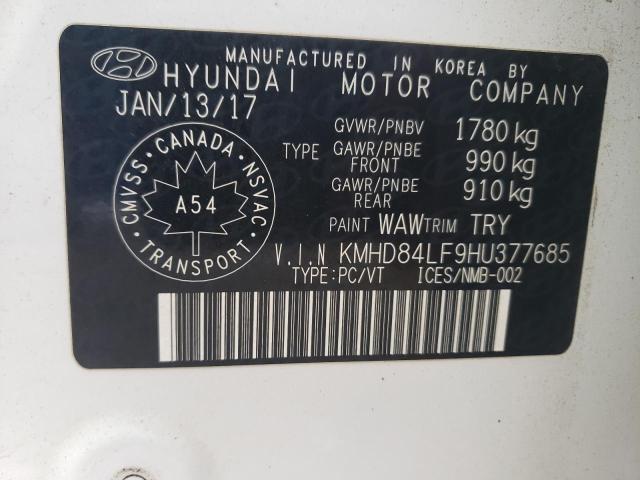 MANUFACTURED IN KOREA BY
HYUNDAI MOTOR COMPANY
JAN/13/17
GVWR/PNBV 1780 kg
TYPE GAWR/PNBE FRONT 990 kg
GAWR/PNBE REAR 910 kg
PAINT WAW TRIM TRY
V.I.N KMHD84LF9HU377685
TYPE:PC/VT ICES/NMB-002
CMVSS • CANADA • NSVAC • TRANSPORT •
A54